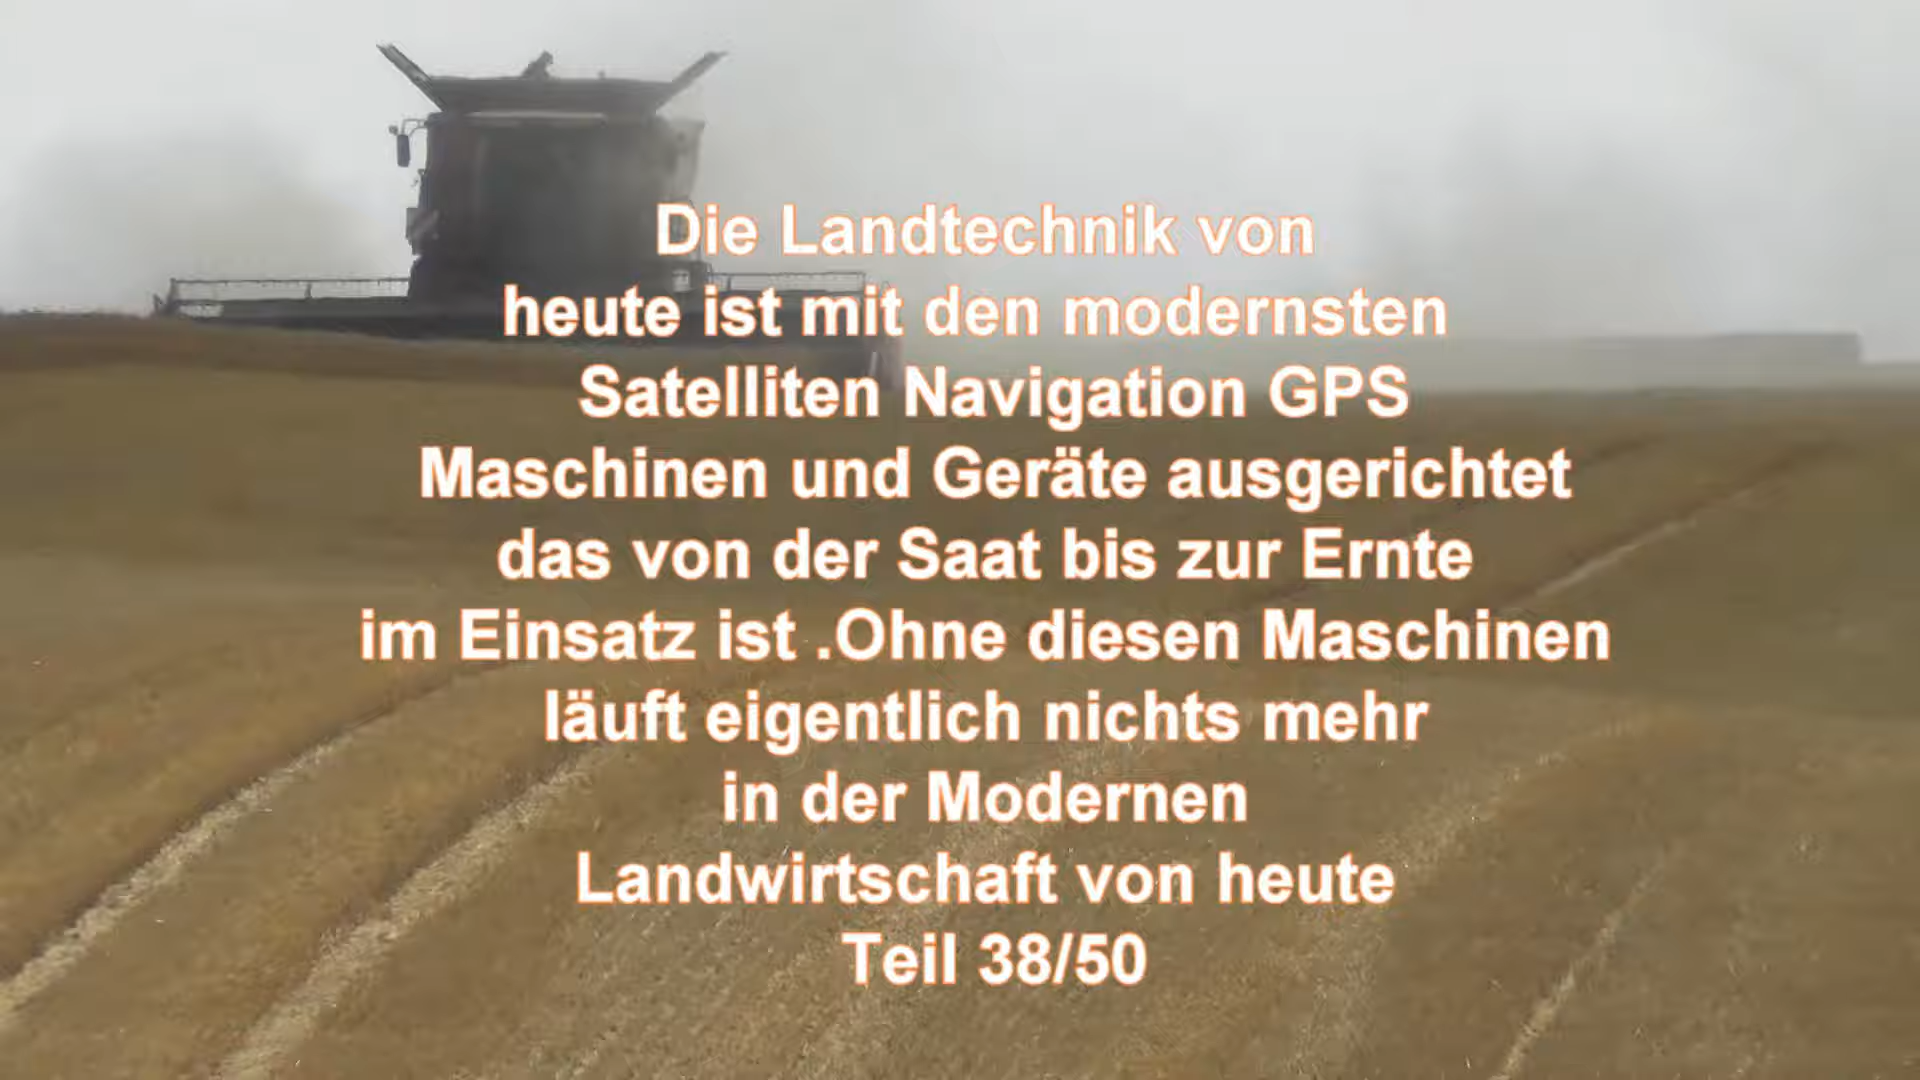 Die Landtechnik von
heute ist mit den modernsten
Satelliten Navigation GPS
Maschinen und Geräte ausgerichtet
das von der Saat bis zur Ernte
im Einsatz ist .Ohne diesen Maschinen
läuft eigentlich nichts mehr
in der Modernen
Landwirtschaft von heute
Teil 38/50